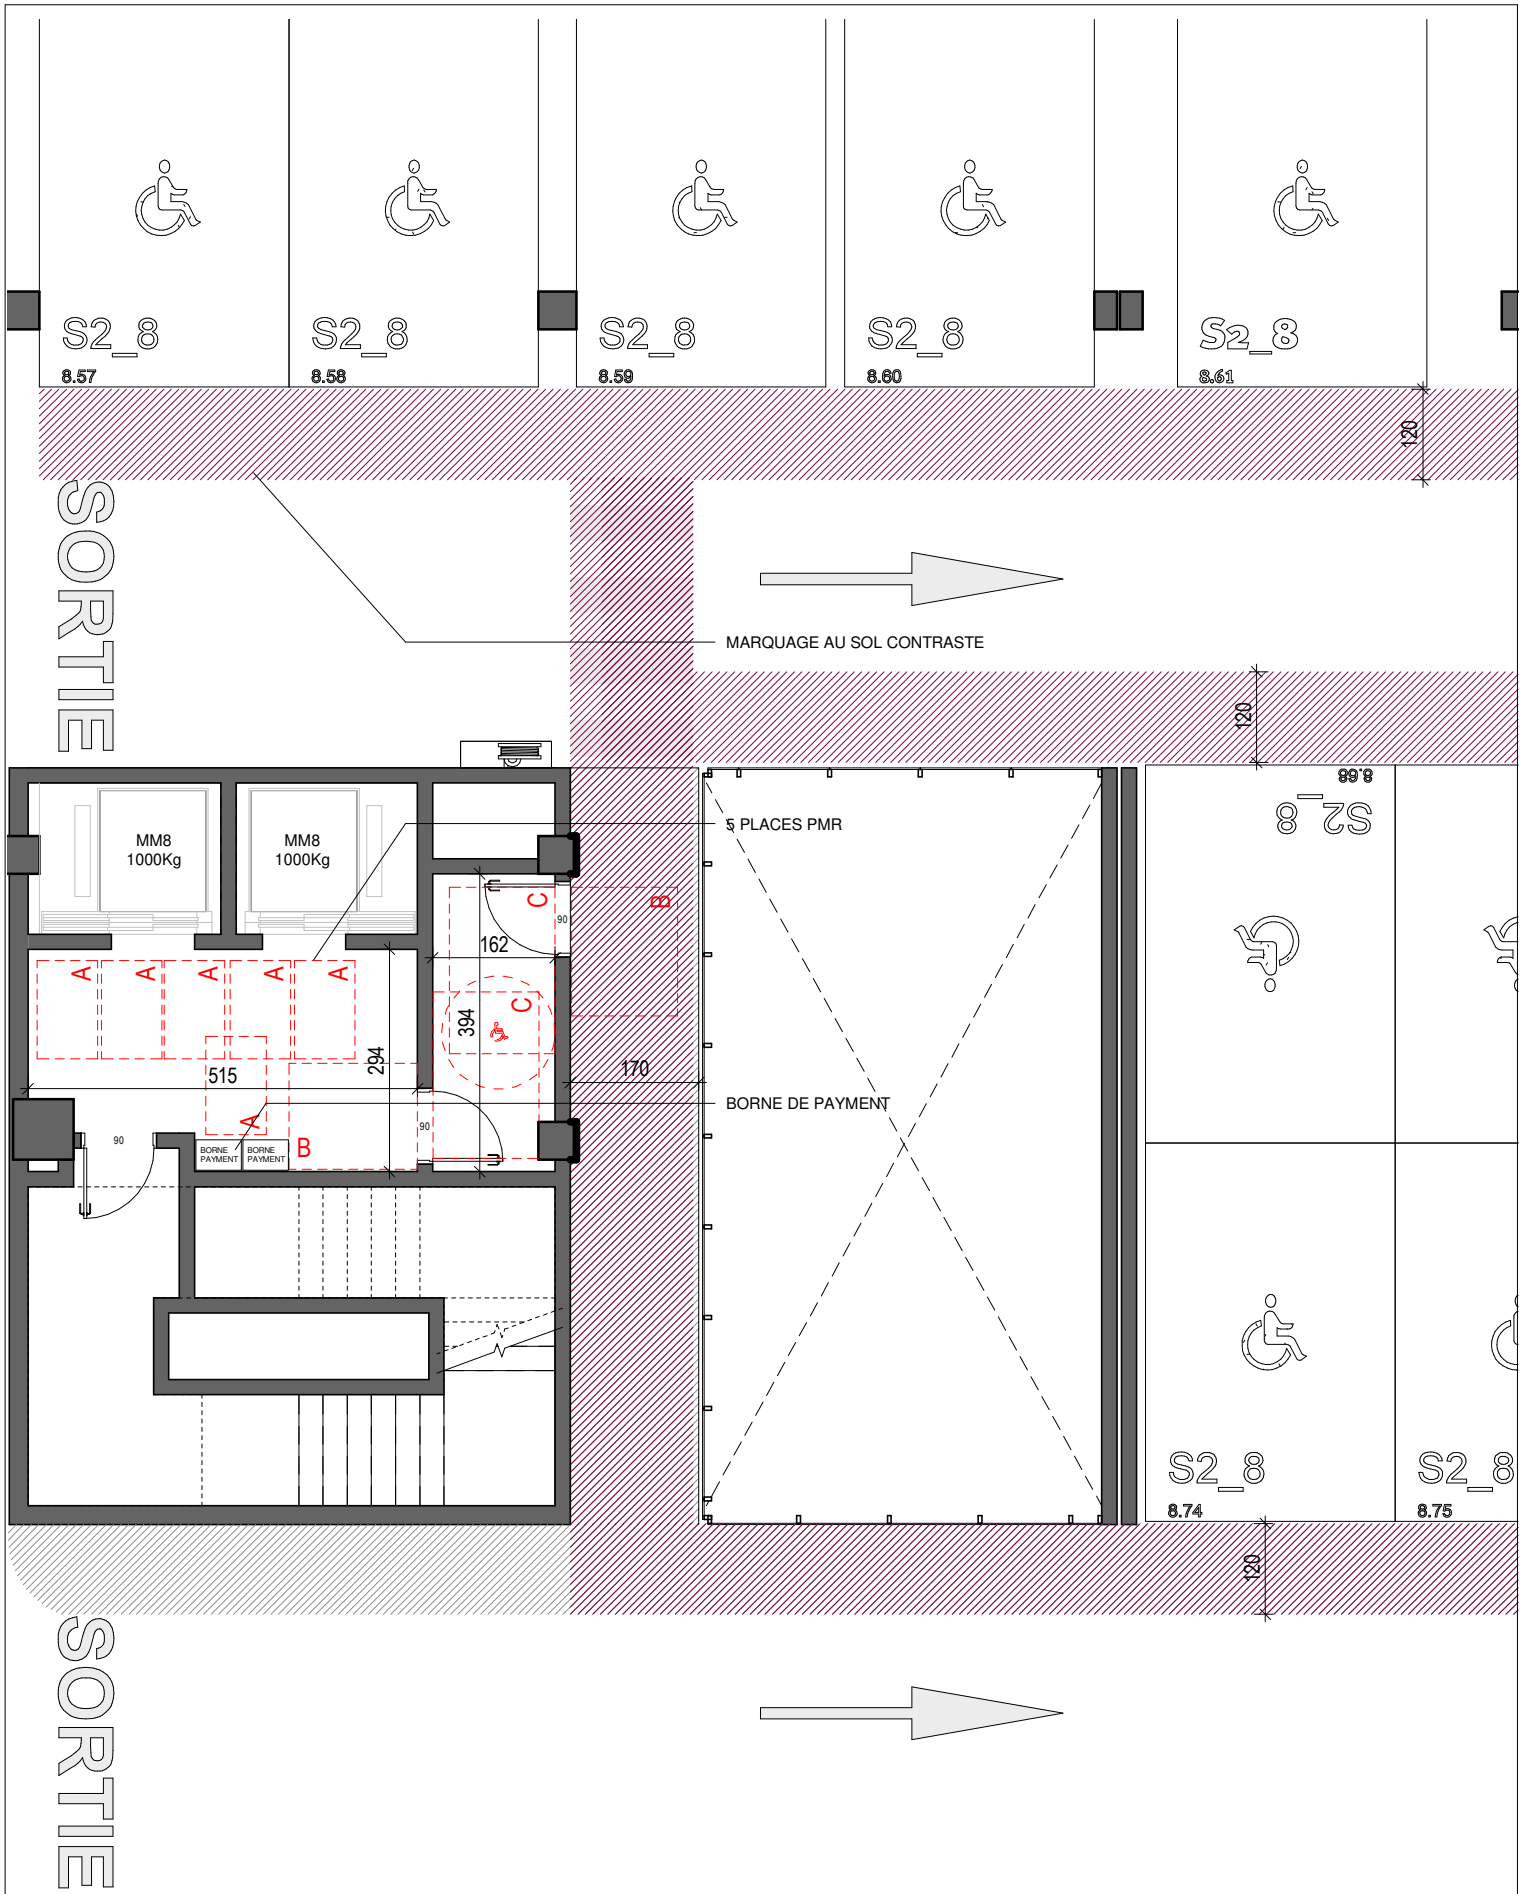 S2_8
8.57
S2_8
8.58
S2_8
8.59
S2_8
8.60
S2_8
8.61
120
SORTIE
MARQUAGE AU SOL CONTRASTE
120
8.68
S2_8
MM8
1000Kg
MM8
1000Kg
5 PLACES PMR
A
A
A
A
A
C
B
90
162
C
394
294
515
170
BORNE DE PAYMENT
A
B
90
90
BORNE
PAYMENT
BORNE
PAYMENT
S2_8
8.74
S2_8
8.75
120
SORTIE